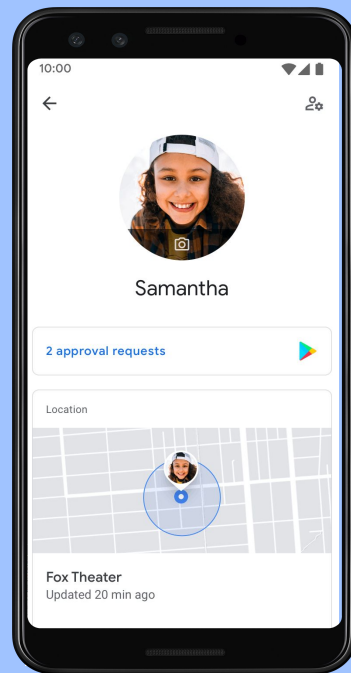 10:00
Samantha
2 approval requests
Location
Fox Theater
Updated 20 min ago